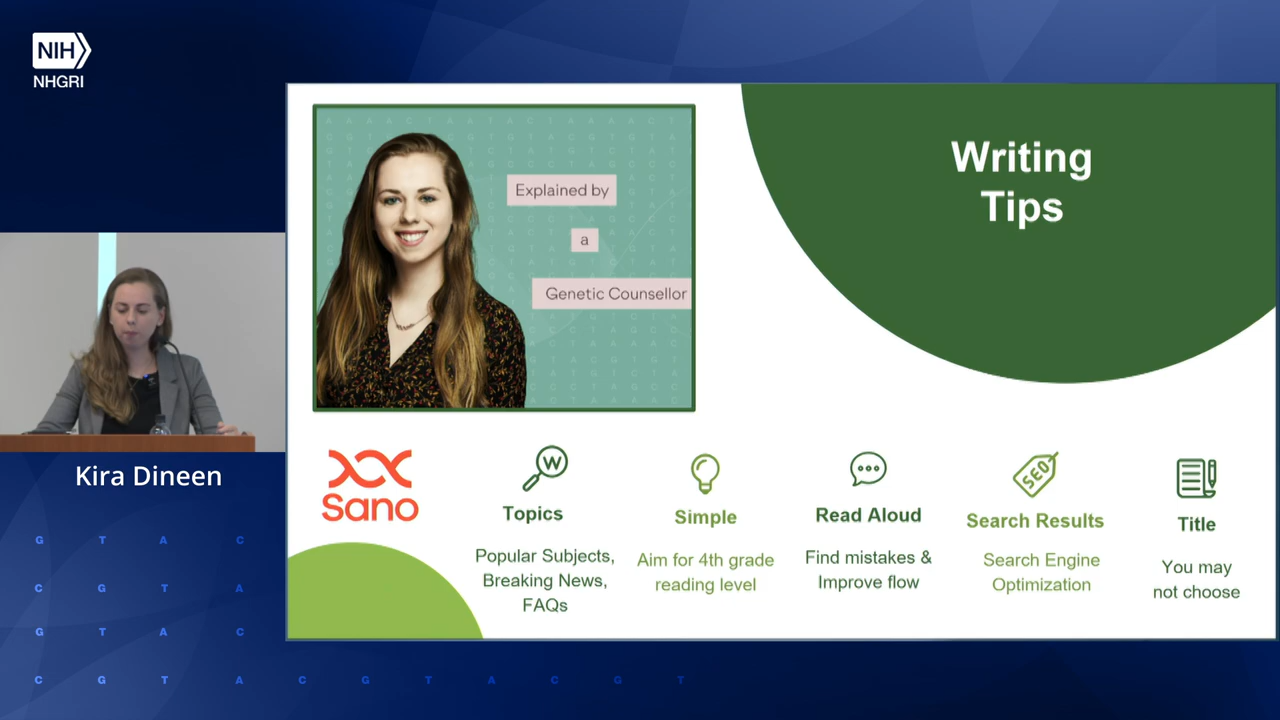 NIH
NHGRI
Writing
Tips
Explained by
a
Genetic Counsellor
Kira Dineen
Sano
W
Topics
Popular Subjects,
Breaking News,
FAQs
Simple
Aim for 4th grade
reading level
Read Aloud
Find mistakes &
Improve flow
SEO
Search Results
Search Engine
Optimization
Title
You may
not choose
G T A C
C G T A
G T A C
C G T A C G T A C G T